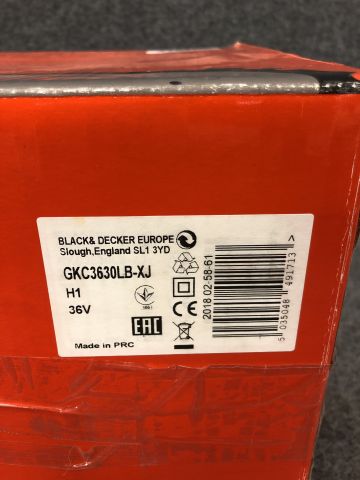 BLACK& DECKER EUROPE
Slough,England SL1 3YD
GKC3630LB-XJ
H1
36V
EAC
Made in PRC
2018 02-58-61
5 035048 491713 >